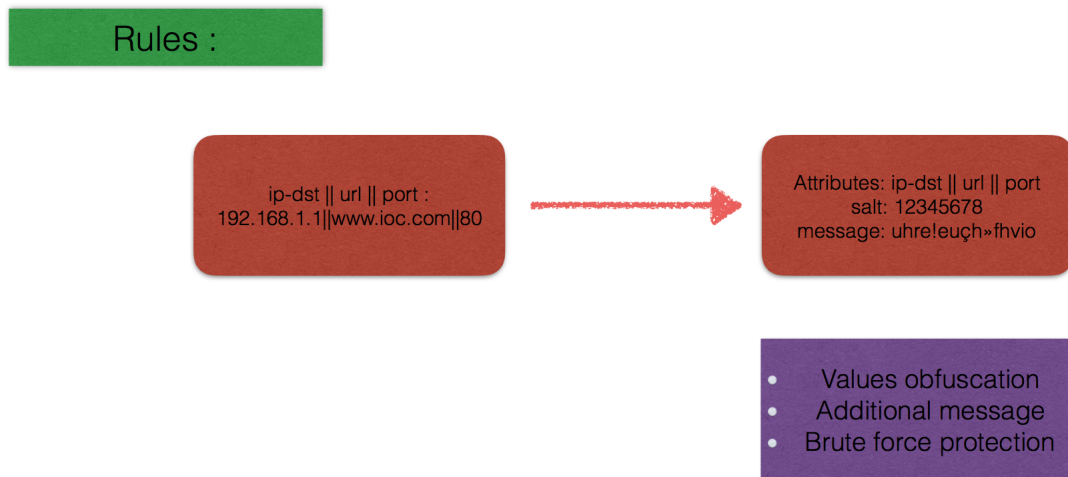 Rules :
ip-dst || url || port :
192.168.1.1||www.ioc.com||80
Attributes: ip-dst || url || port
salt: 12345678
message: uhre!euçh»fhvio
• Values obfuscation
• Additional message
• Brute force protection